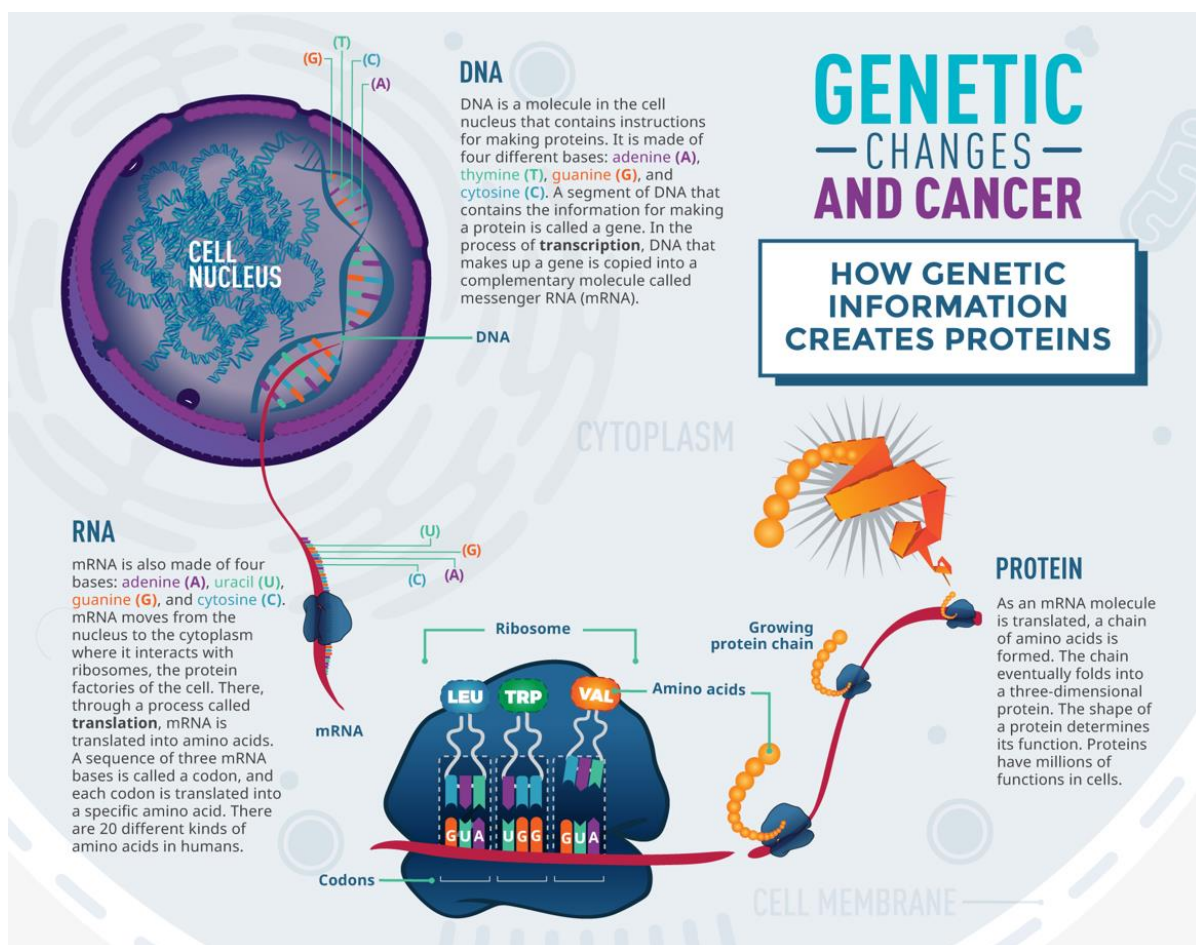 GENETIC
CHANGES
AND CANCER
HOW GENETIC
INFORMATION
CREATES PROTEINS
(T)
(G)
(C)
(A)
CELL
NUCLEUS
DNA
DNA is a molecule in the cell
nucleus that contains instructions
for making proteins. It is made of
four different bases: adenine (A),
thymine (T), guanine (G), and
cytosine (C). A segment of DNA that
contains the information for making
a protein is called a gene. In the
process of transcription, DNA that
makes up a gene is copied into a
complementary molecule called
messenger RNA (mRNA).
DNA
CYTOPLASM
RNA
mRNA is also made of four
bases: adenine (A), uracil (U),
guanine (G), and cytosine (C).
mRNA moves from the
nucleus to the cytoplasm
where it interacts with
ribosomes, the protein
factories of the cell. There,
through a process called
translation, mRNA is
translated into amino acids.
A sequence of three mRNA
bases is called a codon, and
each codon is translated into
a specific amino acid. There
are 20 different kinds of
amino acids in humans.
(U)
(G)
(C)
(A)
mRNA
Ribosome
LEU
TRP
VAL
Amino acids
GUA
UGG
GUA
Codons
Growing
protein chain
PROTEIN
As an mRNA molecule
is translated, a chain
of amino acids is
formed. The chain
eventually folds into
a three-dimensional
protein. The shape of
a protein determines
its function. Proteins
have millions of
functions in cells.
CELL MEMBRANE